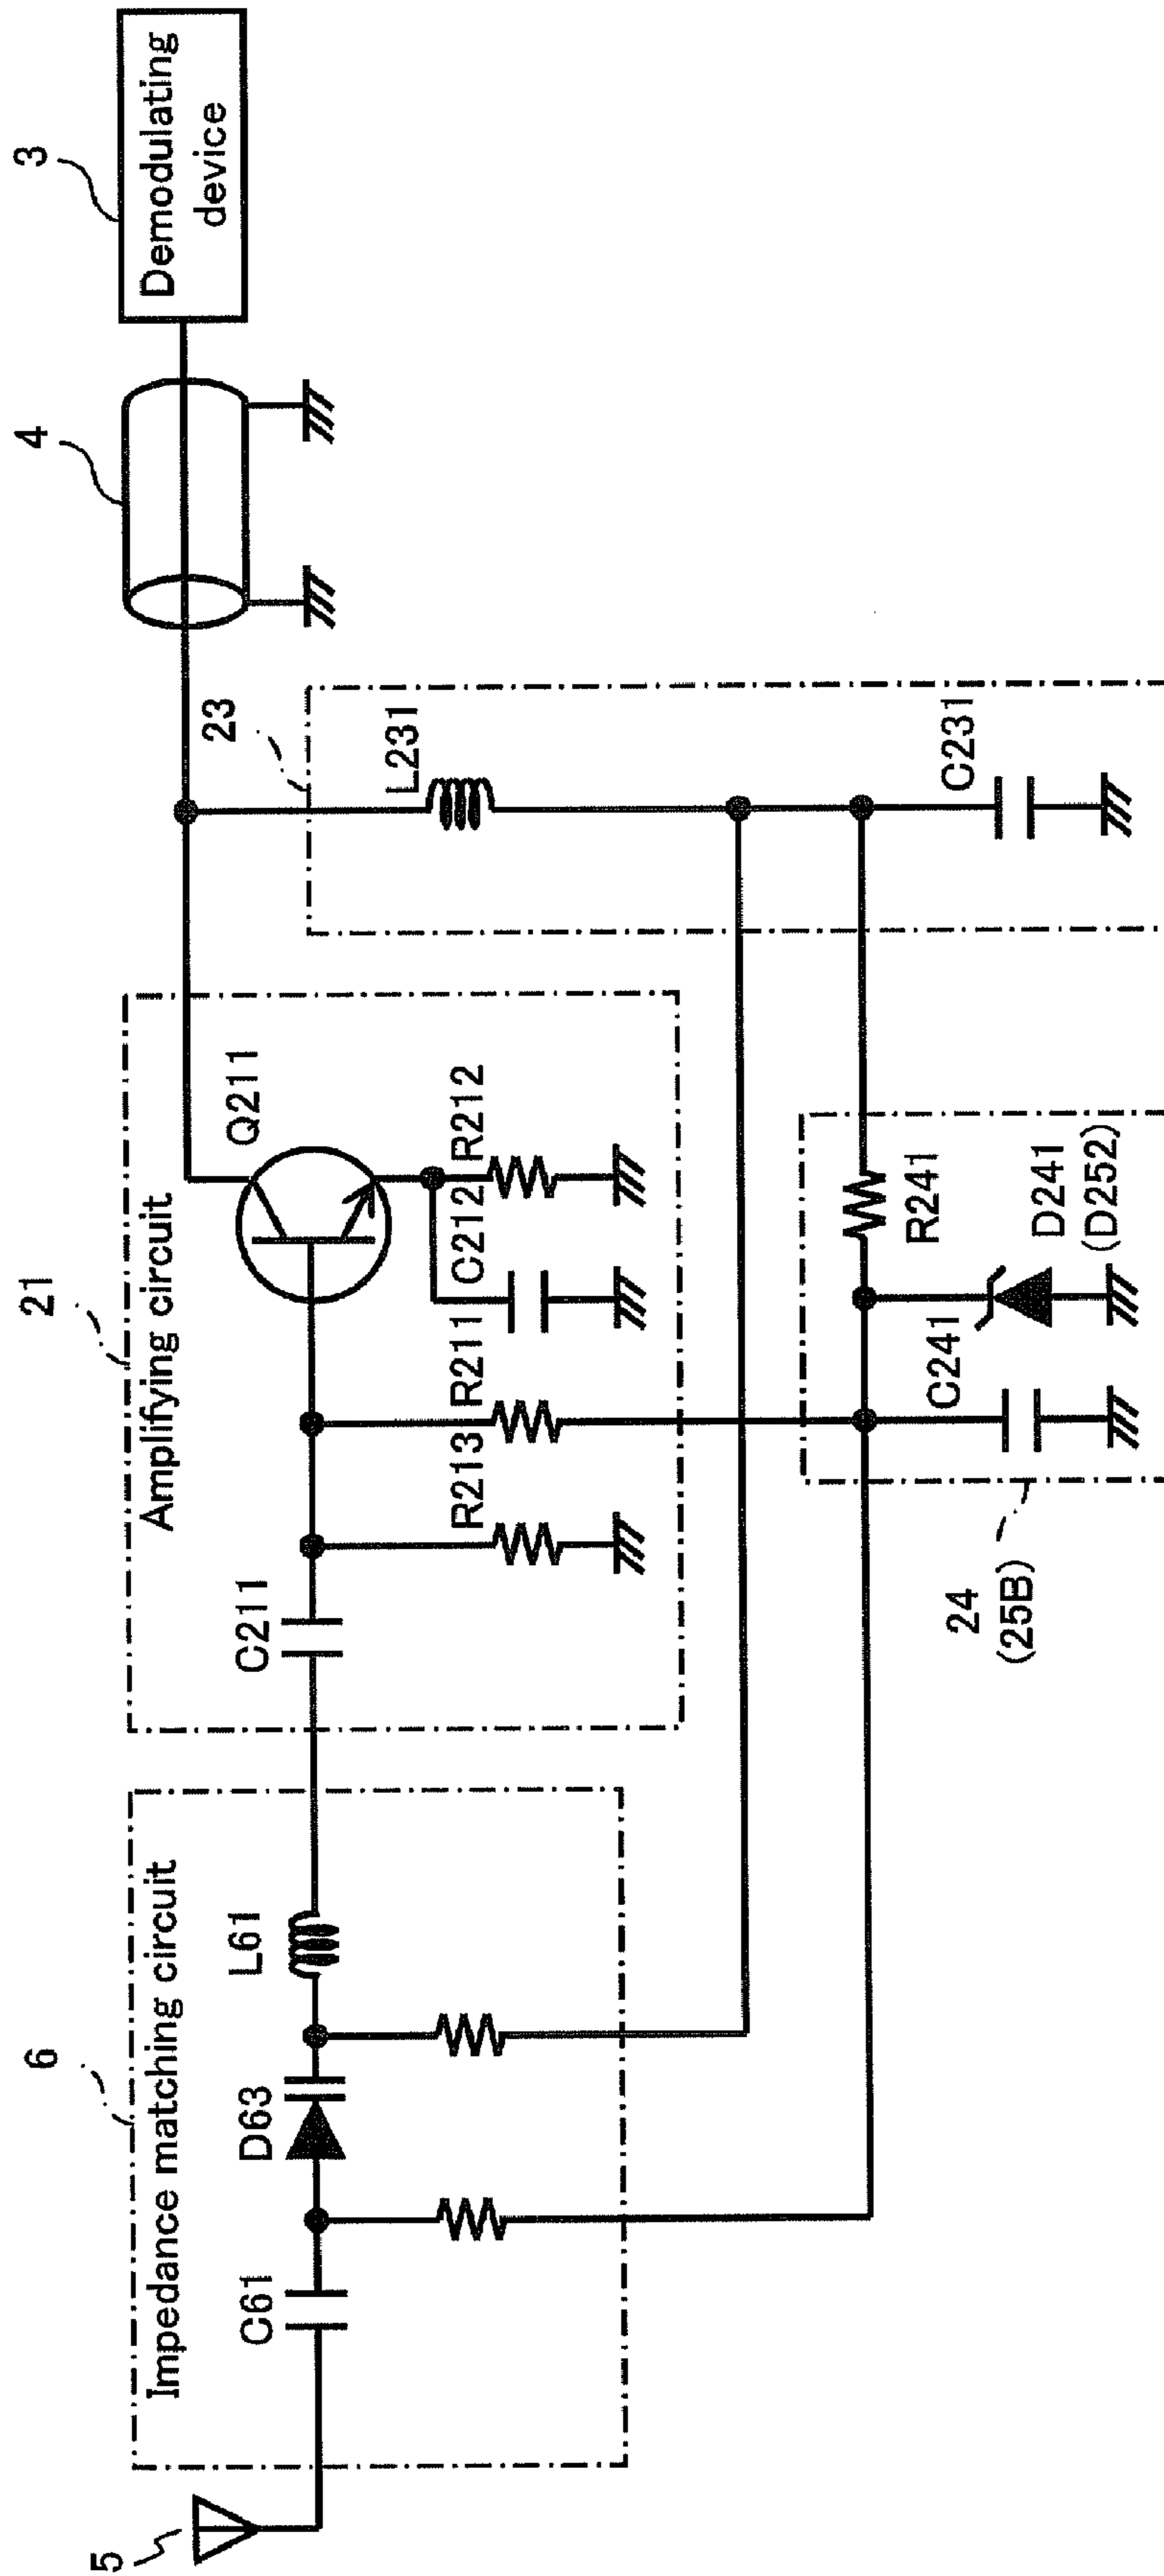 5
6
Impedance matching circuit
C61
D63
L61
21
Amplifying circuit
C211
R213
R211
C212
R212
Q211
23
L231
C231
4
3
Demodulating
device
24
(25B)
C241
D241
(D252)
R241